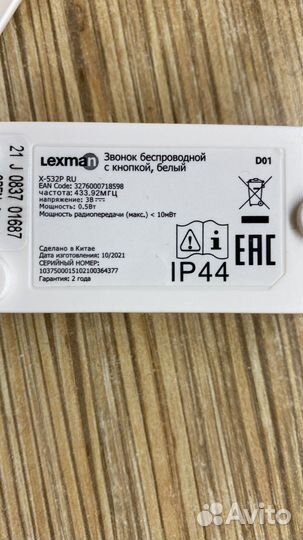 Lexman
Звонок беспроводной
с кнопкой, белый
D01
X-532P RU
EAN Code: 3276000718598
частота: 433.92МГЦ
напряжение: 3В
Мощность: 0.5Вт
Мощность радиопередачи (макс.) < 10мВт
Сделано в Китае
Дата изготовления: 10/2021
СЕРИЙНЫЙ НОМЕР:
10375000151021003643​77
Гарантия: 2 года
IP44
EAC
21 J 0837 01687
Avito